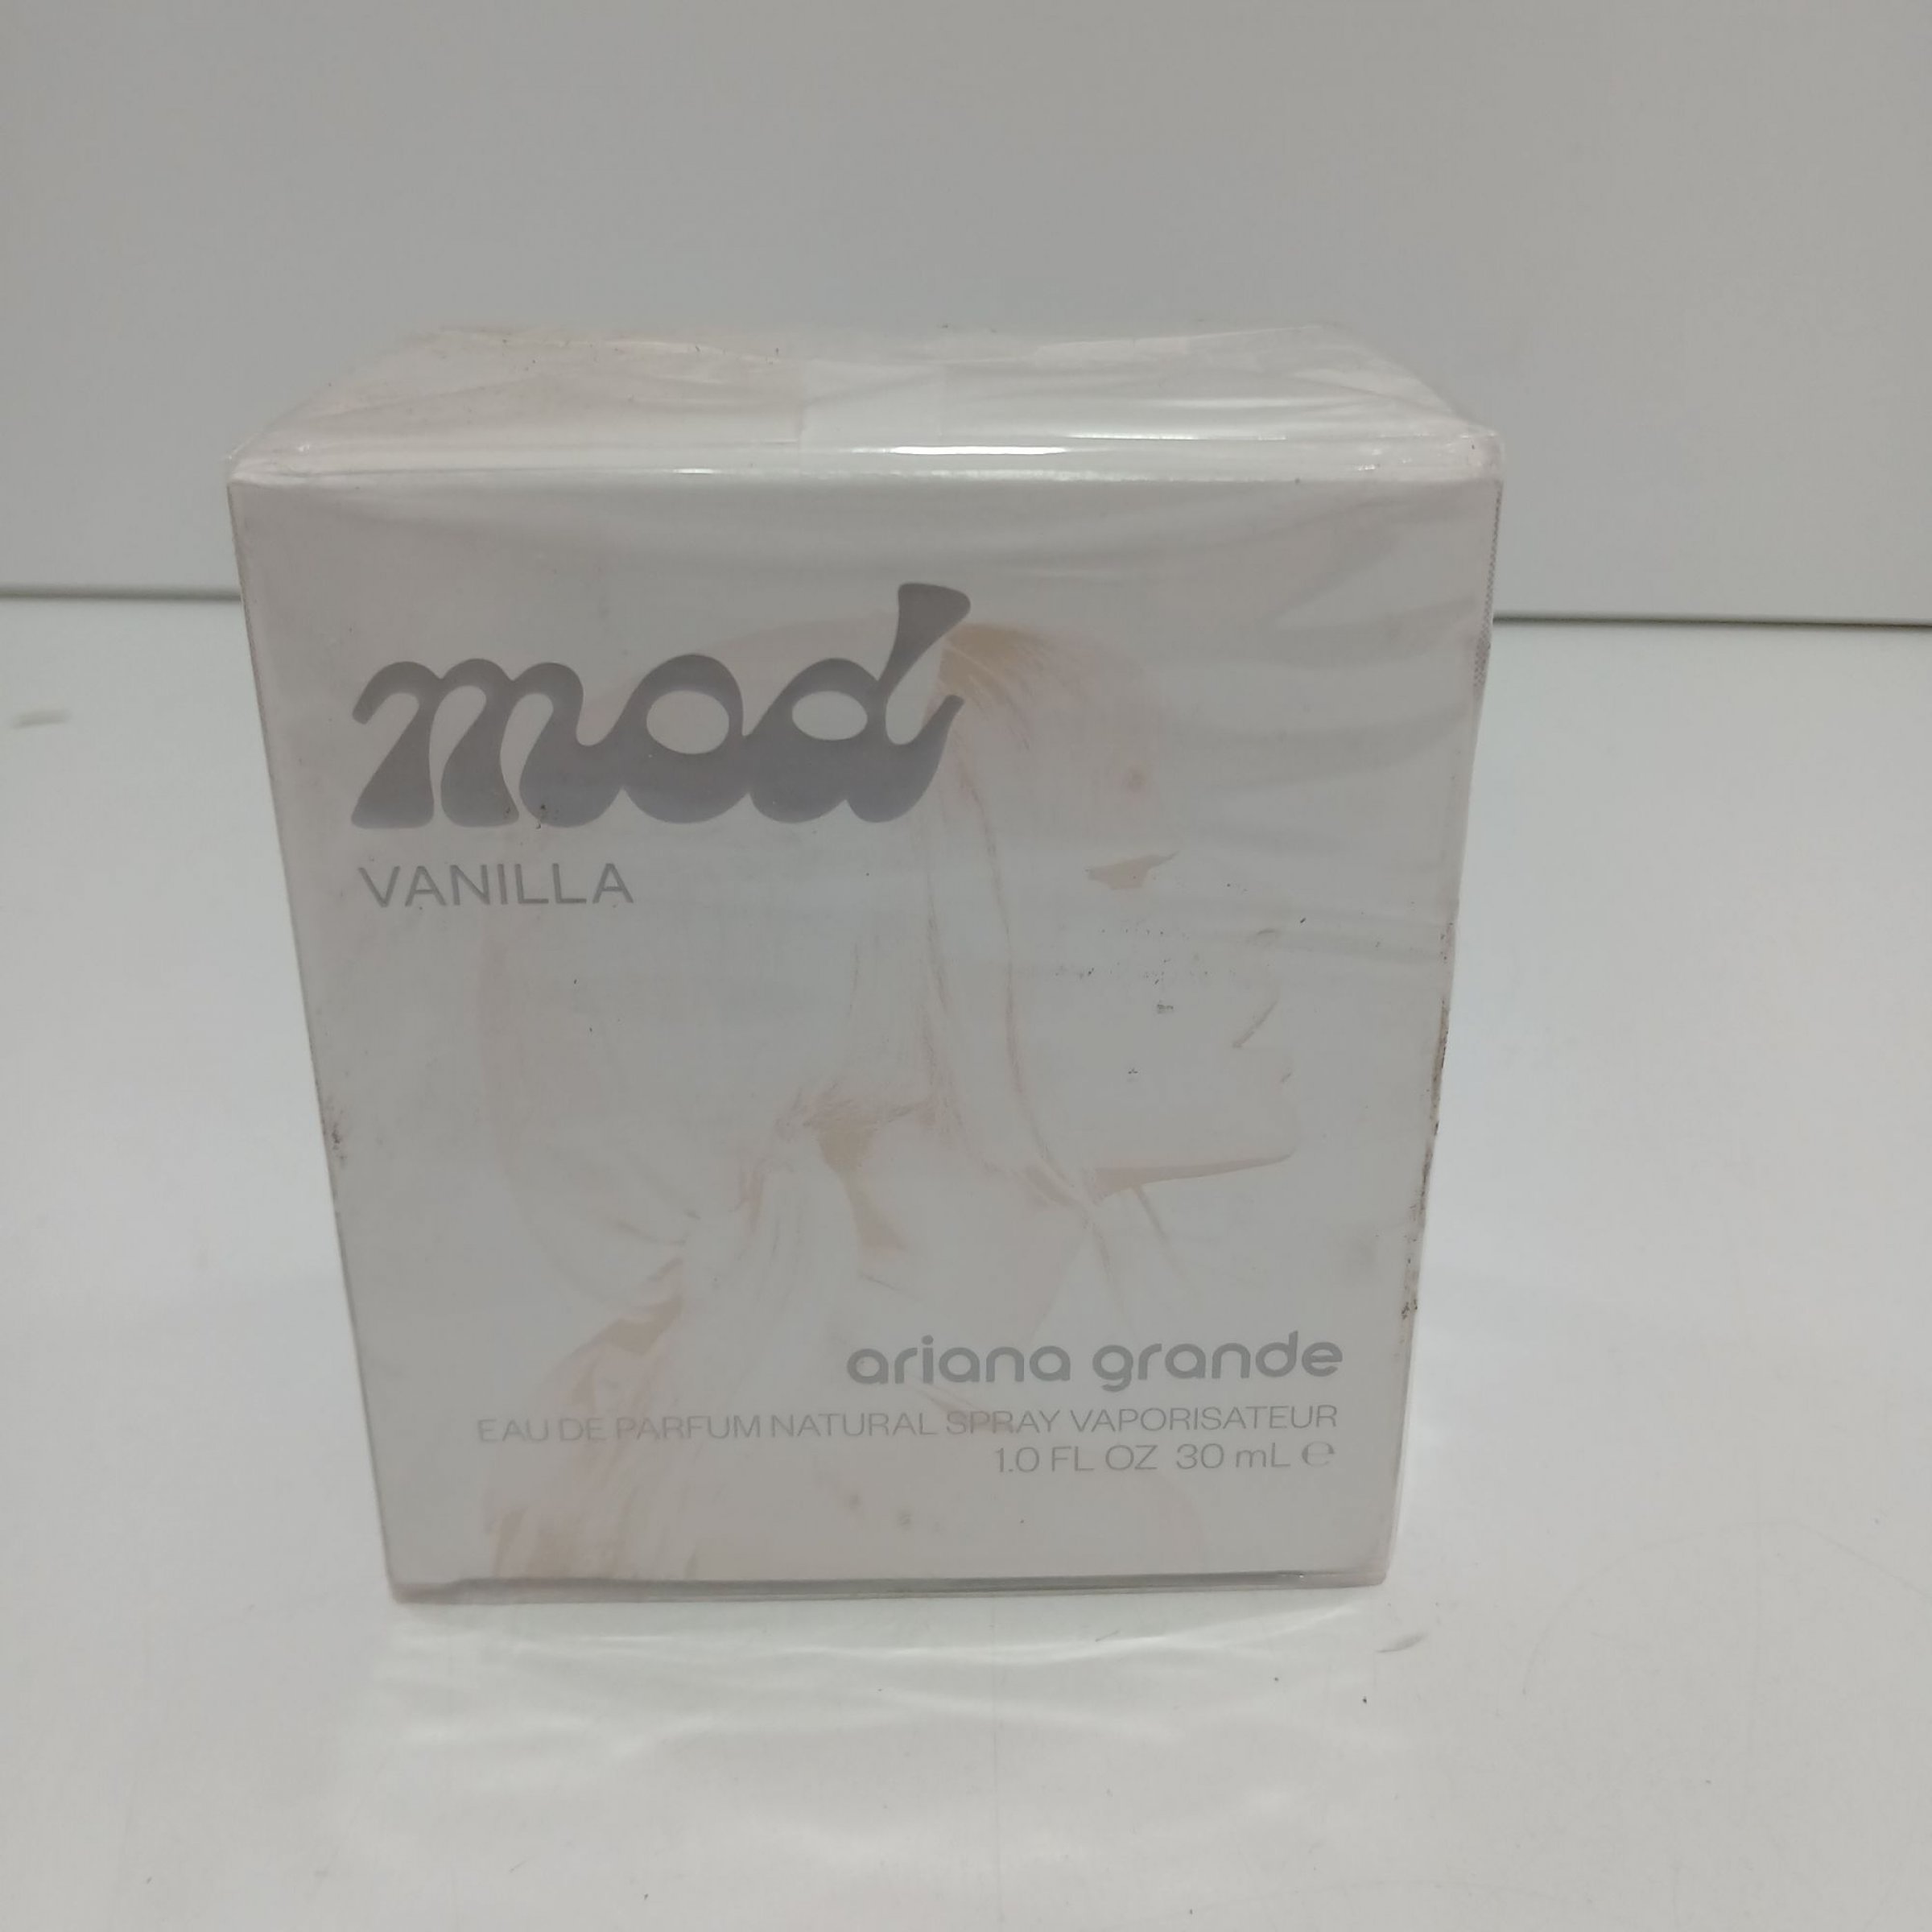 mod
VANILLA
ariana grande
EAU DE PARFUM NATURAL SPRAY VAPORISATEUR
1.0 FL OZ 30 mL ℮